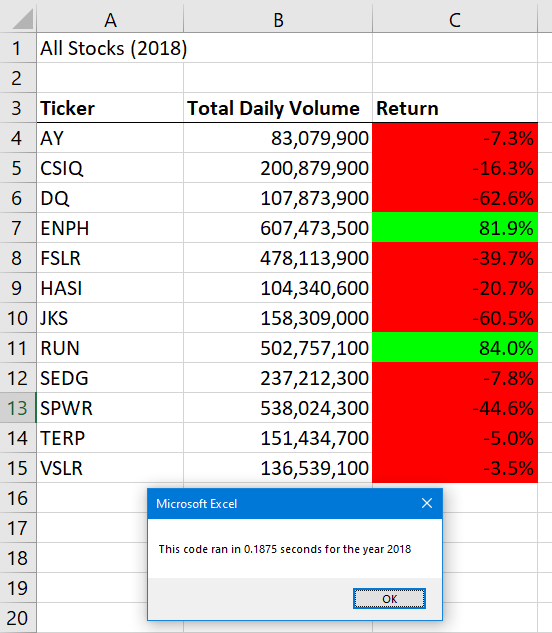 A B C
1 All Stocks (2018)
2
3 Ticker Total Daily Volume Return
4 AY 83,079,900 -7.3%
5 CSIQ 200,879,900 -16.3%
6 DQ 107,873,900 -62.6%
7 ENPH 607,473,500 81.9%
8 FSLR 478,113,900 -39.7%
9 HASI 104,340,600 -20.7%
10 JKS 158,309,000 -60.5%
11 RUN 502,757,100 84.0%
12 SEDG 237,212,300 -7.8%
13 SPWR 538,024,300 -44.6%
14 TERP 151,434,700 -5.0%
15 VSLR 136,539,100 -3.5%
16
Microsoft Excel
17
18
This code ran in 0.1875 seconds for the year 2018
19
OK
20